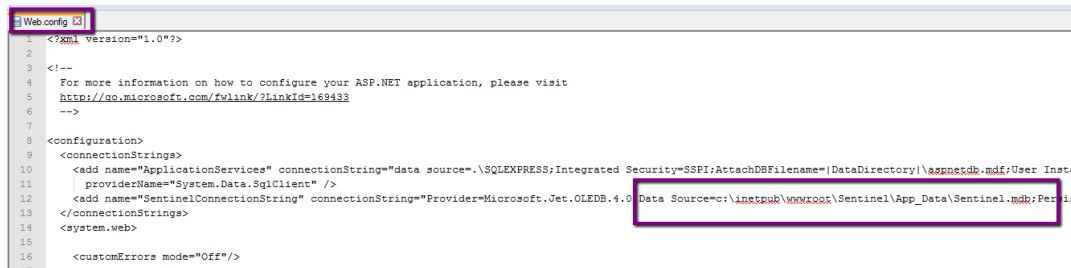 Web.config
1 <?xml version="1.0"?>
2
3 <!--
4 For more information on how to configure your ASP.NET application, please visit
5 http://go.microsoft.com/fwlink/?LinkId=169433
6 -->
7
8 <configuration>
9 <connectionStrings>
10 <add name="ApplicationServices" connectionString="data source=.\SQLEXPRESS;Integrated Security=SSPI;AttachDBFilename=|DataDirectory|\aspnetdb.mdf;User Inst
11 providerName="System.Data.SqlClient" />
12 <add name="SentinelConnectionString" connectionString="Provider=Microsoft.Jet.OLEDB.4.0 Data Source=c:\inetpub\wwwroot\Sentinel\App_Data\Sentinel.mdb;Persi
13 </connectionStrings>
14 <system.web>
15
16 <customErrors mode="Off"/>